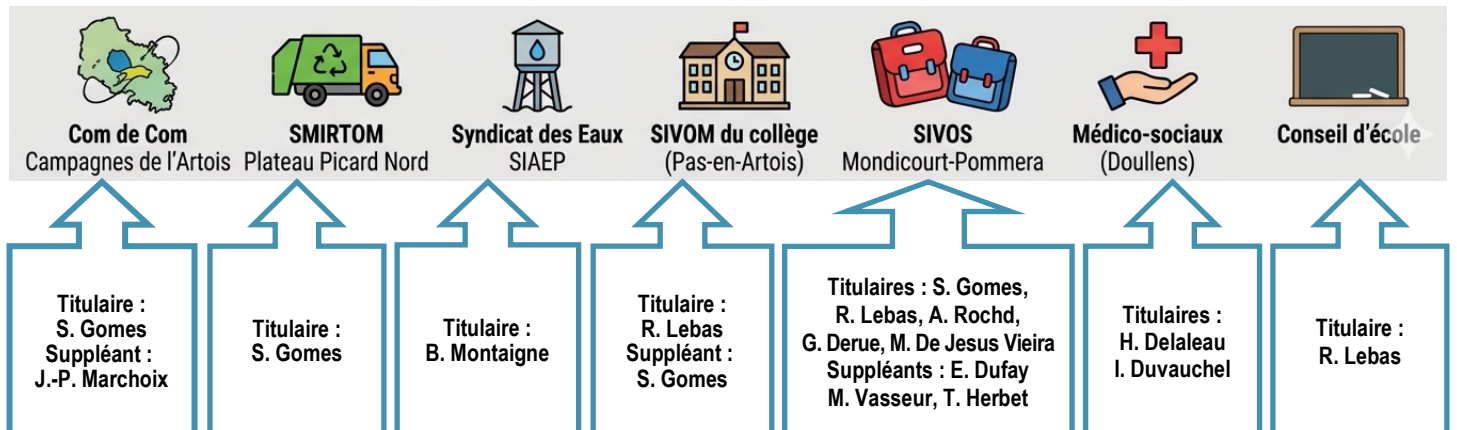 Com de Com
Campagnes de l'Artois
SMIRTOM
Plateau Picard Nord
Syndicat des Eaux
SIAEP
SIVOM du collège
(Pas-en-Artois)
SIVOS
Mondicourt-Pommera
Médico-sociaux
(Doullens)
Conseil d'école
Titulaire :
S. Gomes
Suppléant :
J.-P. Marchoix
Titulaire :
S. Gomes
Titulaire :
B. Montaigne
Titulaire :
R. Lebas
Suppléant :
S. Gomes
Titulaires : S. Gomes,
R. Lebas, A. Rochd,
G. Derue, M. De Jesus Vieira
Suppléants : E. Dufay
M. Vasseur, T. Herbet
Titulaires :
H. Delaleau
I. Duvauchel
Titulaire :
R. Lebas